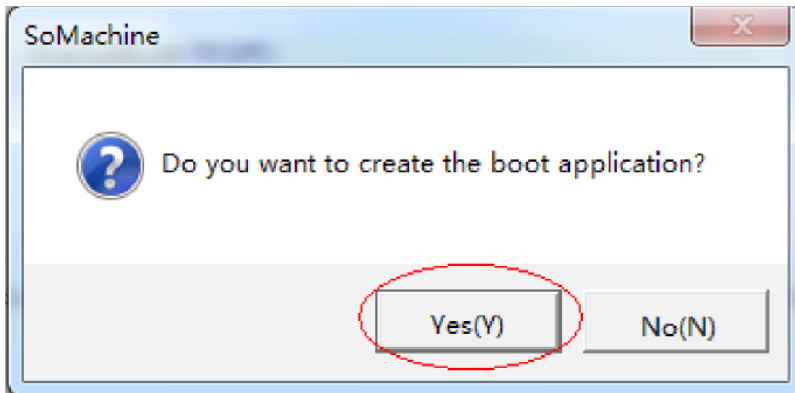 SoMachine
Do you want to create the boot application?
Yes(Y)
No(N)